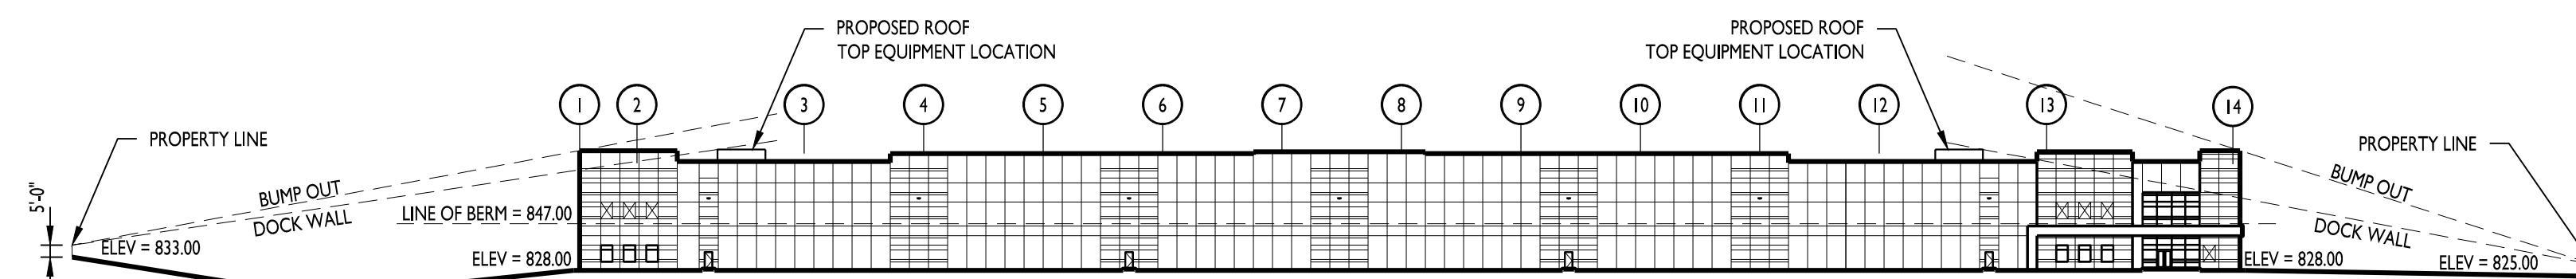 PROPOSED ROOF
TOP EQUIPMENT LOCATION
PROPOSED ROOF
TOP EQUIPMENT LOCATION
1 2 3 4 5 6 7 8 9 10 11 12 13 14
PROPERTY LINE
PROPERTY LINE
5'-0"
BUMP OUT
DOCK WALL
LINE OF BERM = 847.00
BUMP OUT
DOCK WALL
ELEV = 833.00
ELEV = 828.00
ELEV = 828.00
ELEV = 825.00